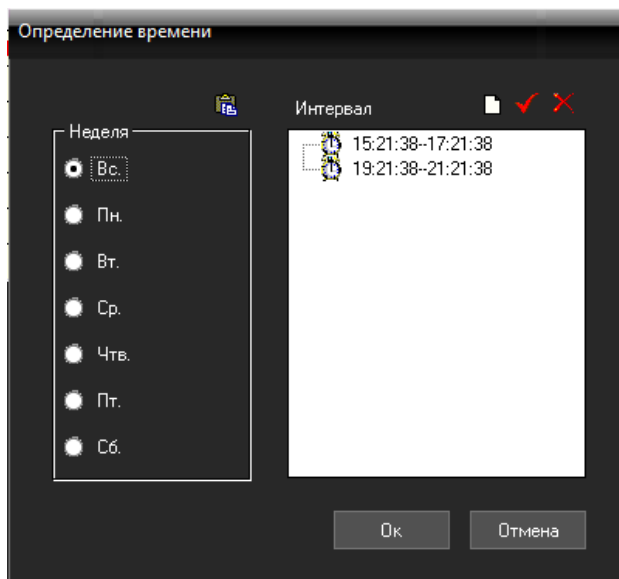 Определение времени
Интервал
Неделя
Вс.
Пн.
Вт.
Ср.
Чтв.
Пт.
Сб.
15:21:38--17:21:38
19:21:38--21:21:38
Ок
Отмена